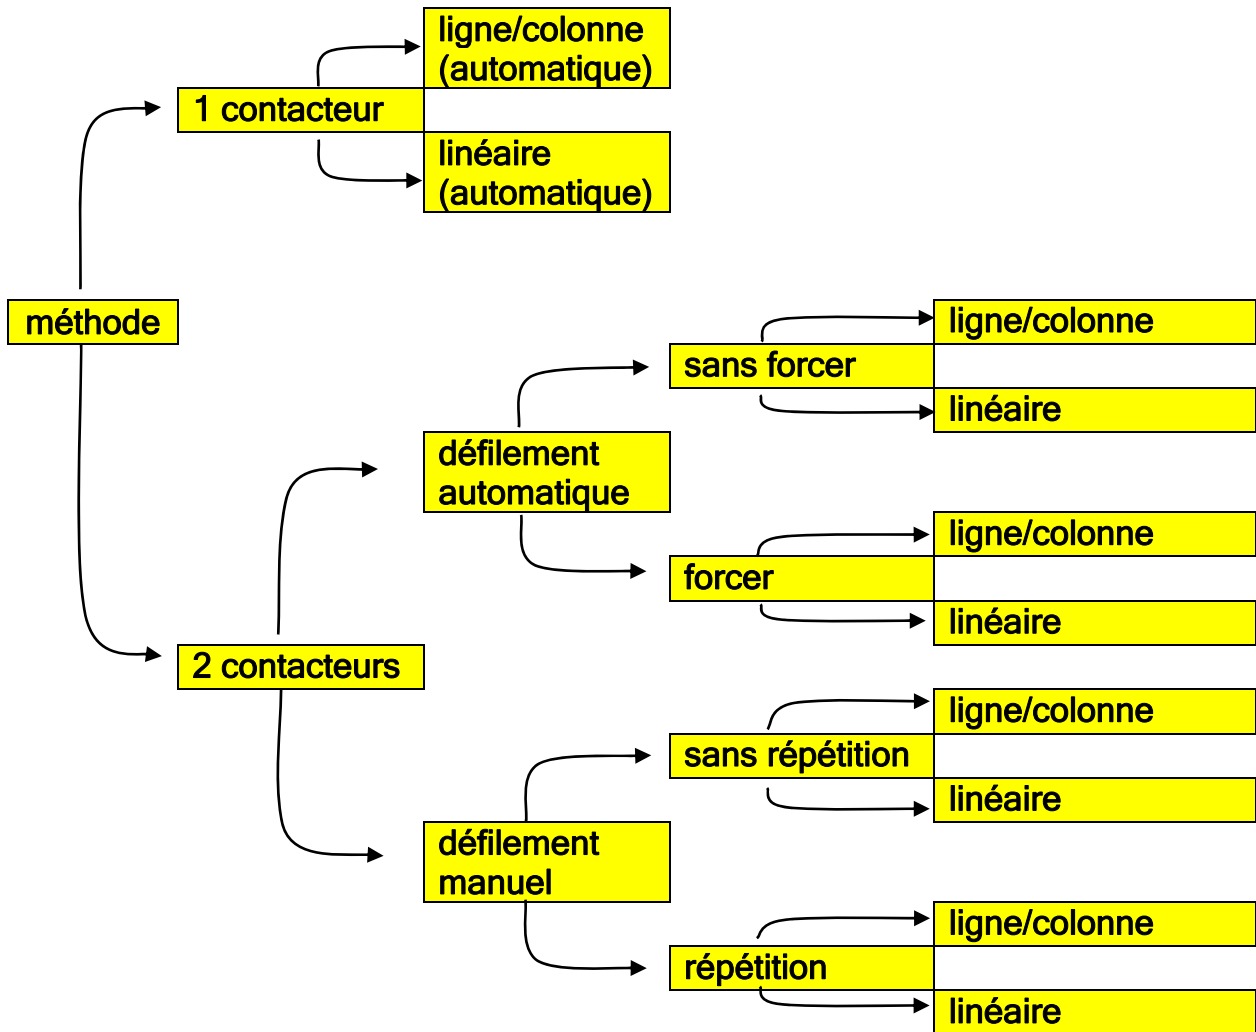 ligne/colonne
(automatique)
1 contacteur
linéaire
(automatique)
méthode
ligne/colonne
sans forcer
linéaire
défilement
automatique
ligne/colonne
forcer
linéaire
2 contacteurs
ligne/colonne
sans répétition
linéaire
défilement
manuel
ligne/colonne
répétition
linéaire